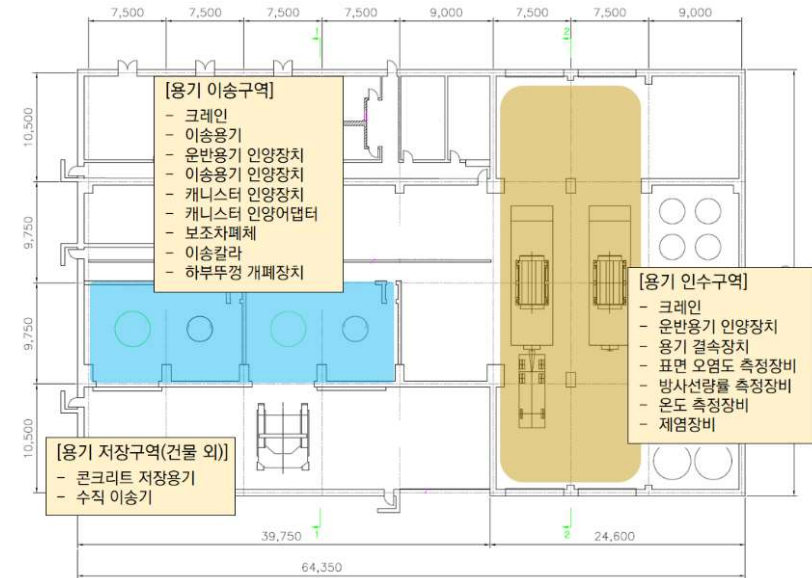 7,500
7,500
7,500
7,500
9,000
7,500
7,500
9,000
1
2
10,500
9,750
9,750
10,500
[용기 이송구역]
- 크레인
- 이송용기
- 운반용기 인양장치
- 이송용기 인양장치
- 캐니스터 인양장치
- 캐니스터 인양어댑터
- 보조차폐체
- 이송칼라
- 하부뚜껑 개폐장치
[용기 인수구역]
- 크레인
- 운반용기 인양장치
- 용기 결속장치
- 표면 오염도 측정장비
- 방사선량률 측정장비
- 온도 측정장비
- 제염장비
[용기 저장구역(건물 외)]
- 콘크리트 저장용기
- 수직 이송기
1
2
39,750
24,600
64,350